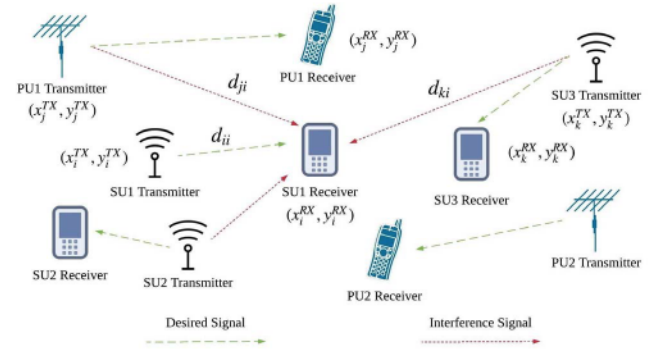 (x_j^{RX}, y_j^{RX})
PU1 Receiver
PU1 Transmitter
(x_j^{TX}, y_j^{TX})
d_{ji}
d_{ki}
SU3 Transmitter
(x_k^{TX}, y_k^{TX})
(x_i^{TX}, y_i^{TX})
d_{ii}
SU1 Transmitter
SU1 Receiver
(x_i^{RX}, y_i^{RX})
(x_k^{RX}, y_k^{RX})
SU3 Receiver
SU2 Receiver
SU2 Transmitter
PU2 Receiver
PU2 Transmitter
Desired Signal
Interference Signal